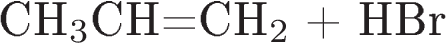 CH₃CH=CH₂ + HBr